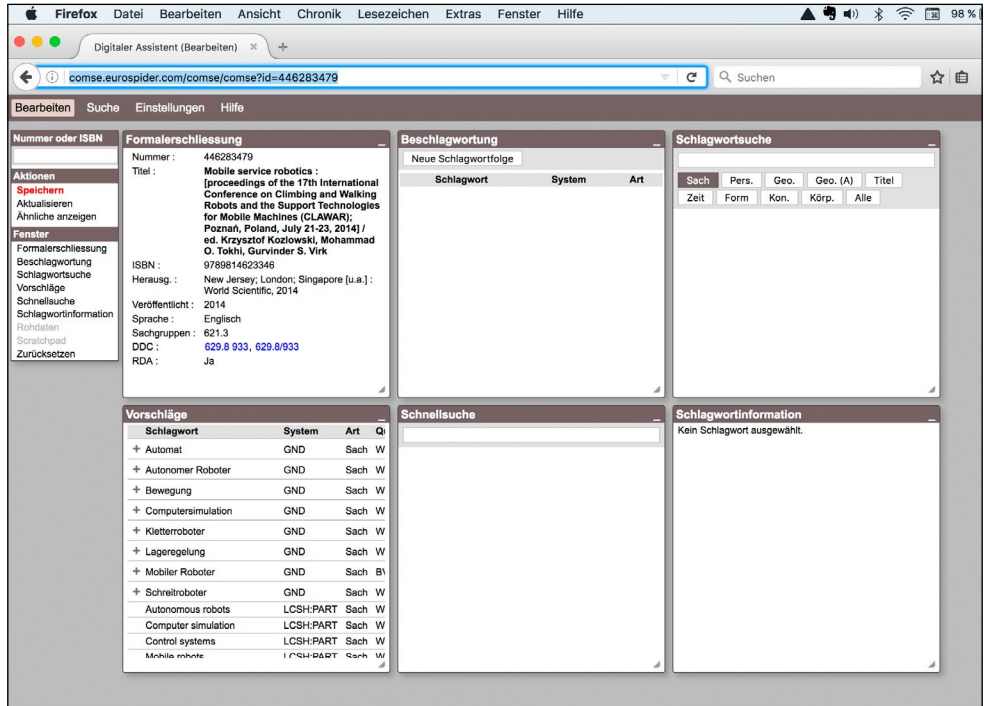 Firefox Datei Bearbeiten Ansicht Chronik Lesezeichen Extras Fenster Hilfe 98 %
Digitaler Assistent (Bearbeiten) × +
comse.eurospider.com/comse/comse?id=446283479 Suchen
Bearbeiten Suche Einstellungen Hilfe
Nummer oder ISBN
Aktionen
Speichern
Aktualisieren
Ähnliche anzeigen
Fenster
Formalerschliessung
Beschlagwortung
Schlagwortsuche
Vorschläge
Schnellsuche
Schlagwortinformation
Rohdaten
Scratchpad
Zurücksetzen
Formalerschliessung
Nummer : 446283479
Titel : Mobile service robotics :
[proceedings of the 17th International
Conference on Climbing and Walking
Robots and the Support Technologies
for Mobile Machines (CLAWAR);
Poznań, Poland, July 21-23, 2014] /
ed. Krzysztof Kozlowski, Mohammad
O. Tokhi, Gurvinder S. Virk
ISBN : 9789814623346
Herausg. : New Jersey; London; Singapore [u.a.] :
World Scientific, 2014
Veröffentlicht : 2014
Sprache : Englisch
Sachgruppen : 621.3
DDC : 629.8 933, 629.8/933
RDA : Ja
Beschlagwortung
Neue Schlagwortfolge
Schlagwort System Art
Schlagwortsuche
Sach Pers. Geo. Geo. (A) Titel
Zeit Form Kon. Körp. Alle
Vorschläge
Schlagwort System Art
+ Automat GND Sach W
+ Autonomer Roboter GND Sach W
+ Bewegung GND Sach W
+ Computersimulation GND Sach W
+ Kletterroboter GND Sach W
+ Lageregelung GND Sach W
+ Mobiler Roboter GND Sach
+ Schreitroboter GND Sach W
Autonomous robots LCSH:PART Sach W
Computer simulation LCSH:PART Sach W
Control systems LCSH:PART Sach W
Mobile robots LCSH:PART Sach W
Schnellsuche
Schlagwortinformation
Kein Schlagwort ausgewählt.